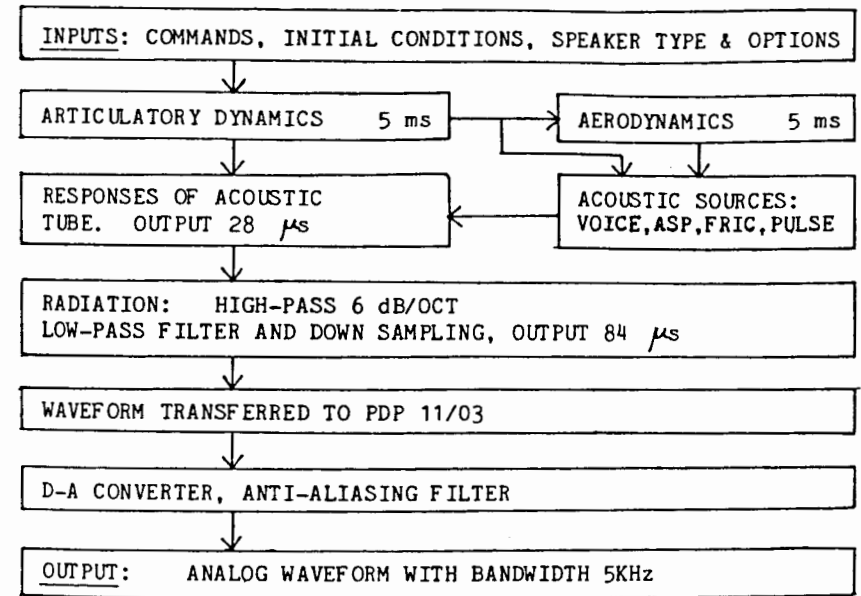 INPUTS: COMMANDS, INITIAL CONDITIONS, SPEAKER TYPE & OPTIONS
ARTICULATORY DYNAMICS 5 ms
AERODYNAMICS 5 ms
RESPONSES OF ACOUSTIC
TUBE. OUTPUT 28 μs
ACOUSTIC SOURCES:
VOICE,ASP,FRIC,PULSE
RADIATION: HIGH-PASS 6 dB/OCT
LOW-PASS FILTER AND DOWN SAMPLING, OUTPUT 84 μs
WAVEFORM TRANSFERRED TO PDP 11/03
D-A CONVERTER, ANTI-ALIASING FILTER
OUTPUT: ANALOG WAVEFORM WITH BANDWIDTH 5KHz